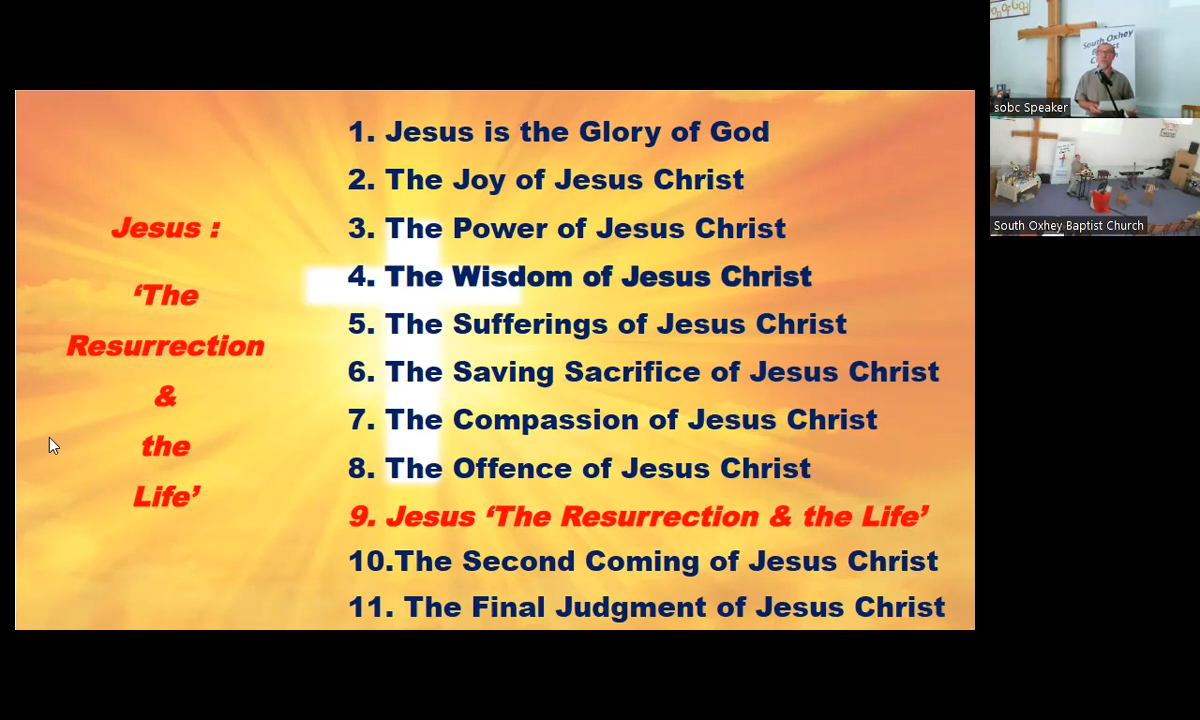 Jesus :
‘The
Resurrection
&
the
Life’
1. Jesus is the Glory of God
2. The Joy of Jesus Christ
3. The Power of Jesus Christ
4. The Wisdom of Jesus Christ
5. The Sufferings of Jesus Christ
6. The Saving Sacrifice of Jesus Christ
7. The Compassion of Jesus Christ
8. The Offence of Jesus Christ
9. Jesus ‘The Resurrection & the Life’
10.The Second Coming of Jesus Christ
11. The Final Judgment of Jesus Christ
South Oxhey
sobc Speaker
South Oxhey Baptist Church